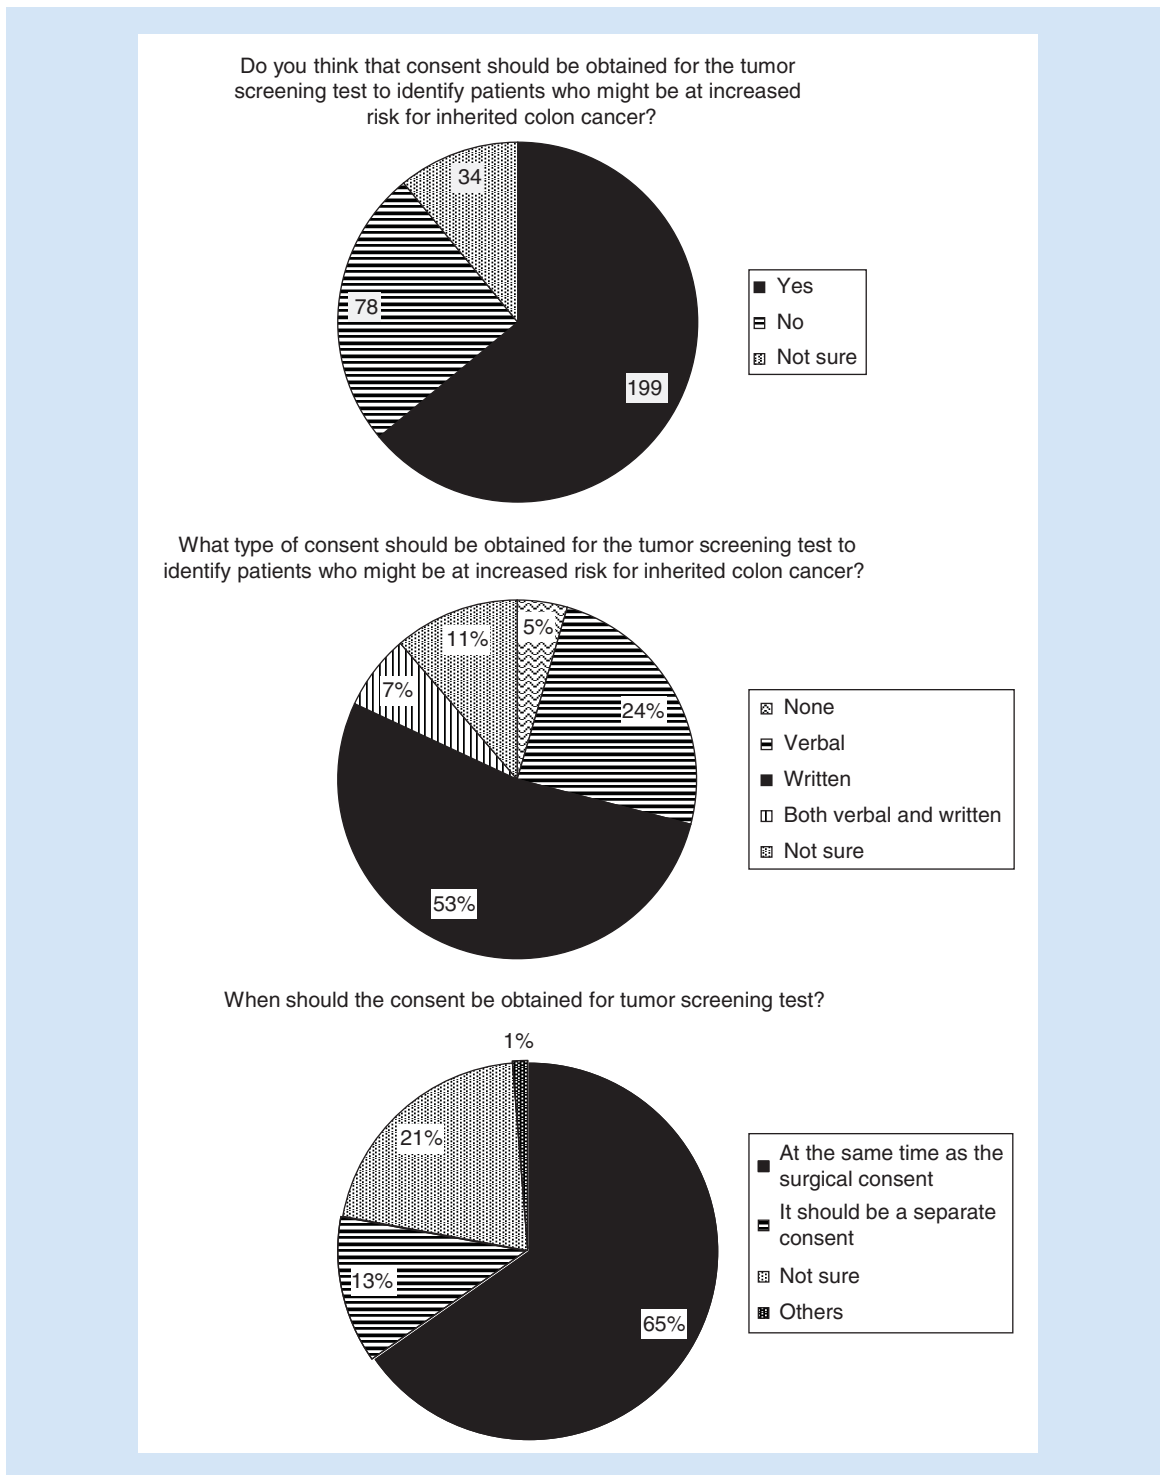 Do you think that consent should be obtained for the tumor
screening test to identify patients who might be at increased
risk for inherited colon cancer?
34
78
199
Yes
No
Not sure
What type of consent should be obtained for the tumor screening test to
identify patients who might be at increased risk for inherited colon cancer?
11%
5%
7%
24%
53%
None
Verbal
Written
Both verbal and written
Not sure
When should the consent be obtained for tumor screening test?
1%
21%
13%
65%
At the same time as the
surgical consent
It should be a separate
consent
Not sure
Others